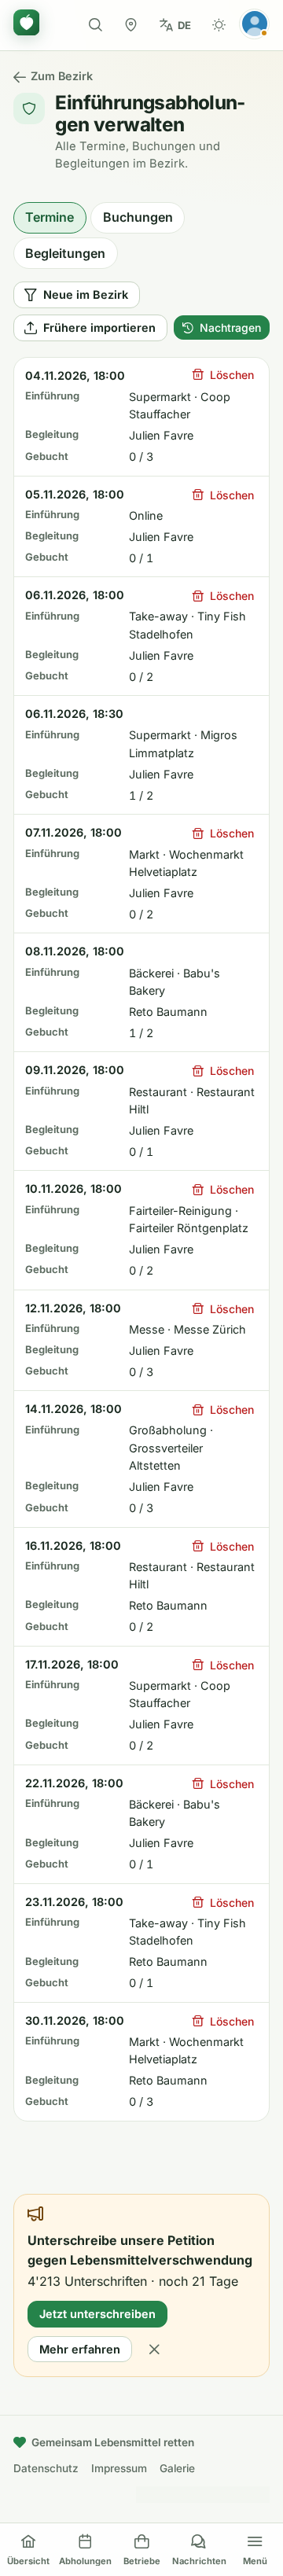 DE
Zum Bezirk
Einführungsabholun-
gen verwalten
Alle Termine, Buchungen und
Begleitungen im Bezirk.
Termine
Buchungen
Begleitungen
Neue im Bezirk
Frühere importieren
Nachtragen
04.11.2026, 18:00
Löschen
Einführung
Supermarkt · Coop
Stauffacher
Begleitung
Julien Favre
Gebucht
0 / 3
05.11.2026, 18:00
Löschen
Einführung
Online
Begleitung
Julien Favre
Gebucht
0 / 1
06.11.2026, 18:00
Löschen
Einführung
Take-away · Tiny Fish
Stadelhofen
Begleitung
Julien Favre
Gebucht
0 / 2
06.11.2026, 18:30
Einführung
Supermarkt · Migros
Limmatplatz
Begleitung
Julien Favre
Gebucht
1 / 2
07.11.2026, 18:00
Löschen
Einführung
Markt · Wochenmarkt
Helvetiaplatz
Begleitung
Julien Favre
Gebucht
0 / 2
08.11.2026, 18:00
Einführung
Bäckerei · Babu's
Bakery
Begleitung
Reto Baumann
Gebucht
1 / 2
09.11.2026, 18:00
Löschen
Einführung
Restaurant · Restaurant
Hiltl
Begleitung
Julien Favre
Gebucht
0 / 1
10.11.2026, 18:00
Löschen
Einführung
Fairteiler-Reinigung ·
Fairteiler Röntgenplatz
Begleitung
Julien Favre
Gebucht
0 / 2
12.11.2026, 18:00
Löschen
Einführung
Messe · Messe Zürich
Begleitung
Julien Favre
Gebucht
0 / 3
14.11.2026, 18:00
Löschen
Einführung
Großabholung ·
Grossverteiler
Altstetten
Begleitung
Julien Favre
Gebucht
0 / 3
16.11.2026, 18:00
Löschen
Einführung
Restaurant · Restaurant
Hiltl
Begleitung
Reto Baumann
Gebucht
0 / 2
17.11.2026, 18:00
Löschen
Einführung
Supermarkt · Coop
Stauffacher
Begleitung
Julien Favre
Gebucht
0 / 2
22.11.2026, 18:00
Löschen
Einführung
Bäckerei · Babu's
Bakery
Begleitung
Julien Favre
Gebucht
0 / 1
23.11.2026, 18:00
Löschen
Einführung
Take-away · Tiny Fish
Stadelhofen
Begleitung
Reto Baumann
Gebucht
0 / 1
30.11.2026, 18:00
Löschen
Einführung
Markt · Wochenmarkt
Helvetiaplatz
Begleitung
Reto Baumann
Gebucht
0 / 3
Unterschreibe unsere Petition
gegen Lebensmittelverschwendung
4'213 Unterschriften · noch 21 Tage
Jetzt unterschreiben
Mehr erfahren
Gemeinsam Lebensmittel retten
Datenschutz
Impressum
Galerie
Übersicht
Abholungen
Betriebe
Nachrichten
Menü